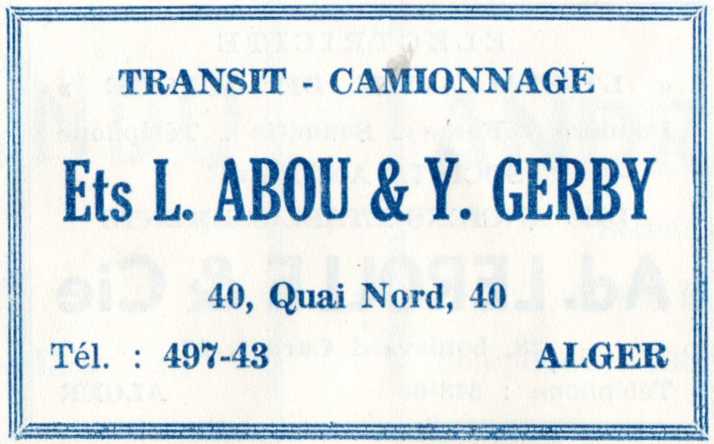 TRANSIT - CAMIONNAGE
Ets L. ABOU & Y GERBY
40, Quai Nord, 40
Tél. : 497-43 ALGER